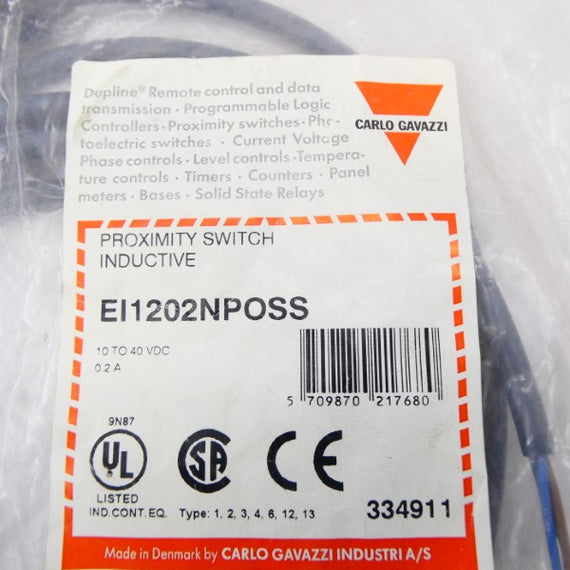 Dupline® Remote control and data
transmission · Programmable Logic
Controllers · Proximity switches · Pho-
toelectric switches · Current Voltage
Phase controls · Level controls · Tempera-
ture controls · Timers · Counters · Panel
meters · Bases · Solid State Relays
CARLO GAVAZZI
PROXIMITY SWITCH
INDUCTIVE
EI1202NPOSS
10 TO 40 VDC
0.2 A
5 709870 217680
9N87
UL
SA
CE
LISTED
IND.CONT.EQ. Type: 1, 2, 3, 4, 6, 12, 13
334911
Made in Denmark by CARLO GAVAZZI INDUSTRI A/S